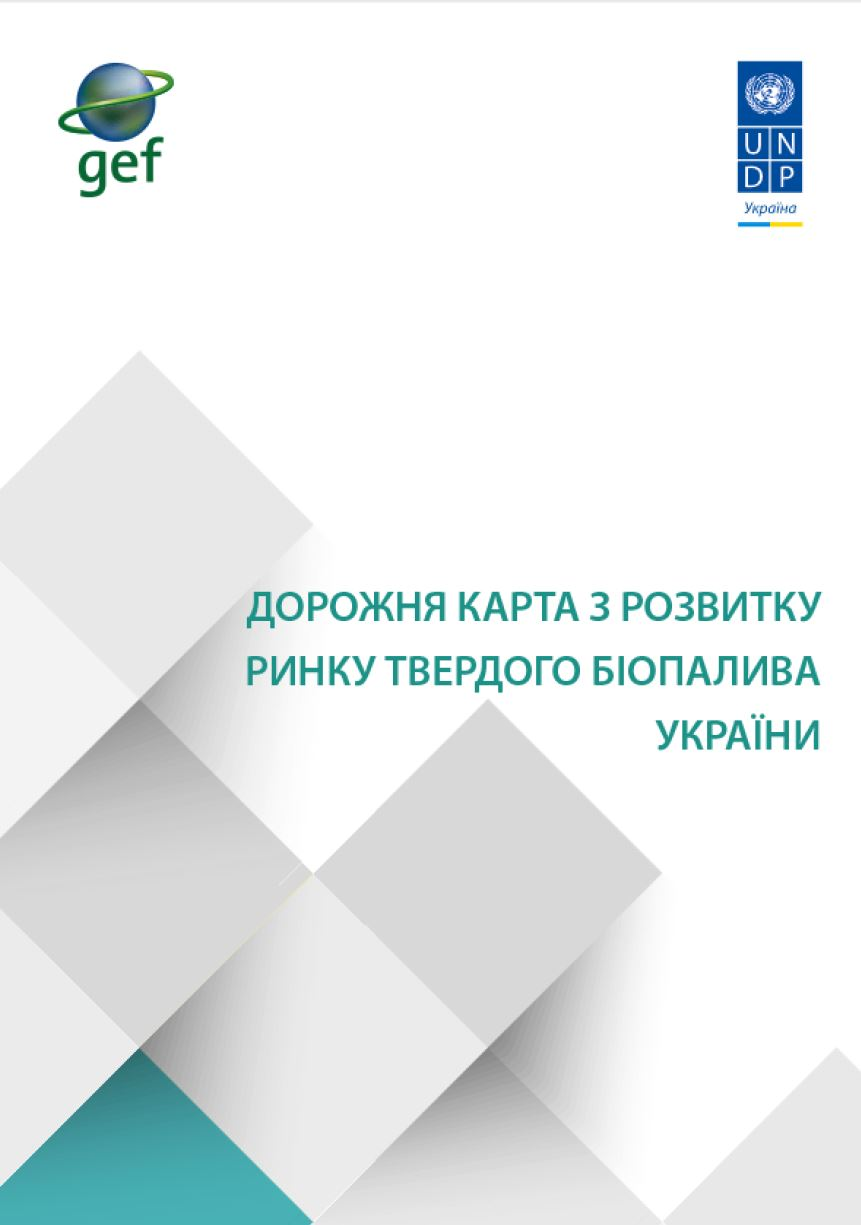 gef
U N
D P
Україна
ДОРОЖНЯ КАРТА З РОЗВИТКУ
РИНКУ ТВЕРДОГО БІОПАЛИВА
УКРАЇНИ